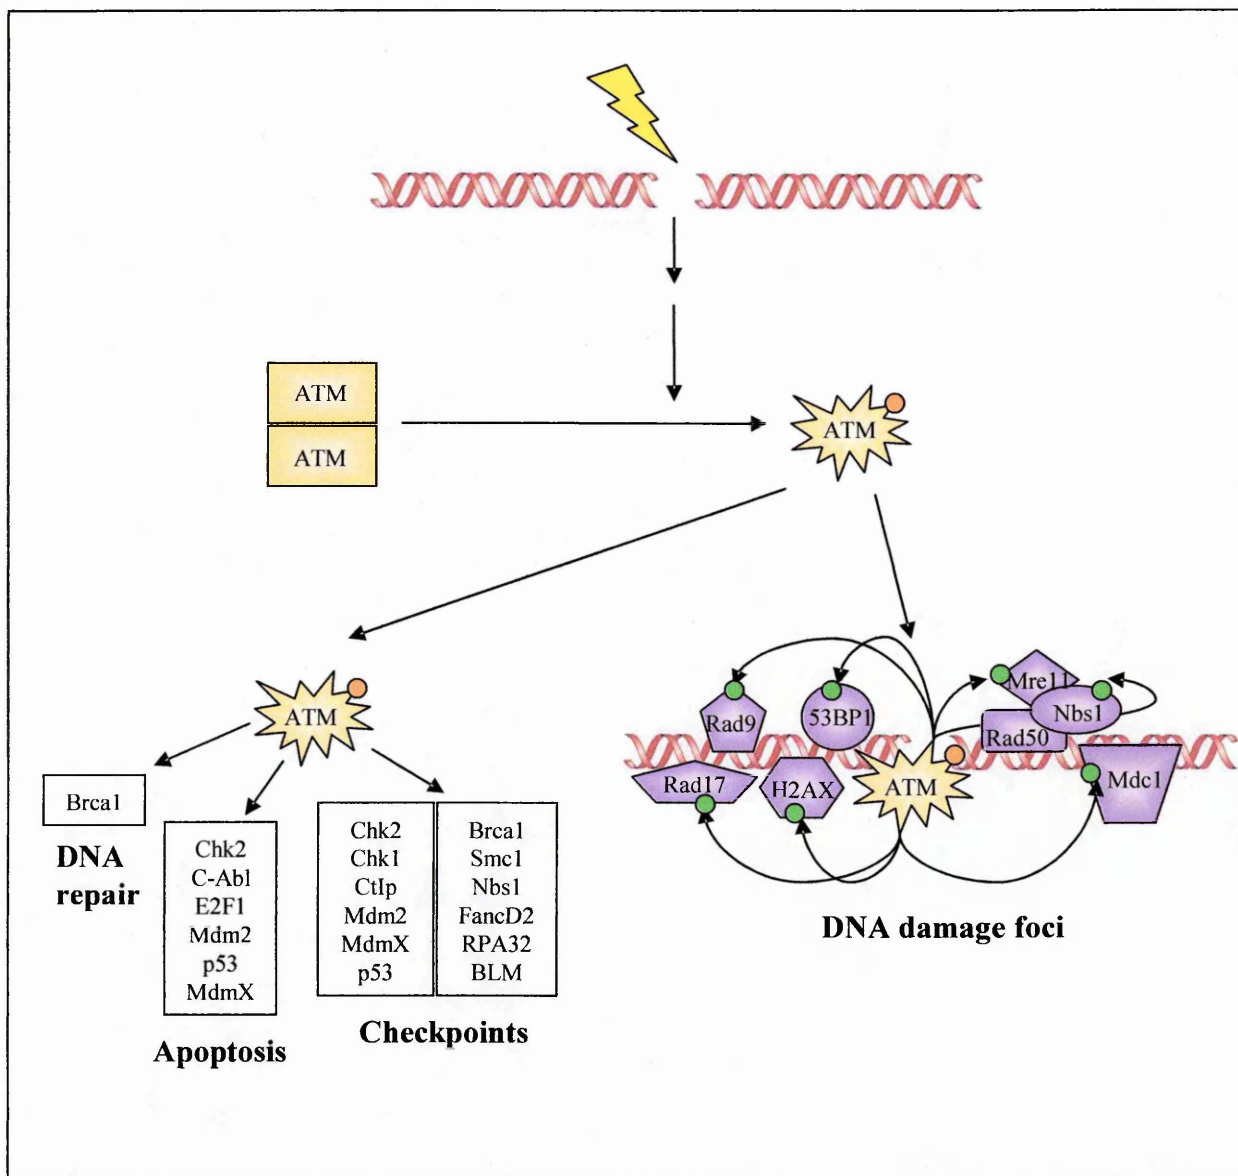 ATM
ATM
ATM
ATM
Brca1
DNA
repair
Chk2
C-Abl
E2F1
Mdm2
p53
MdmX
Apoptosis
Chk2
Chk1
CtIp
Mdm2
MdmX
p53
Brca1
Smc1
Nbs1
FancD2
RPA32
BLM
Checkpoints
Rad9
53BP1
Mre11
Nbs1
Rad50
Rad17
H2AX
ATM
Mdc1
DNA damage foci